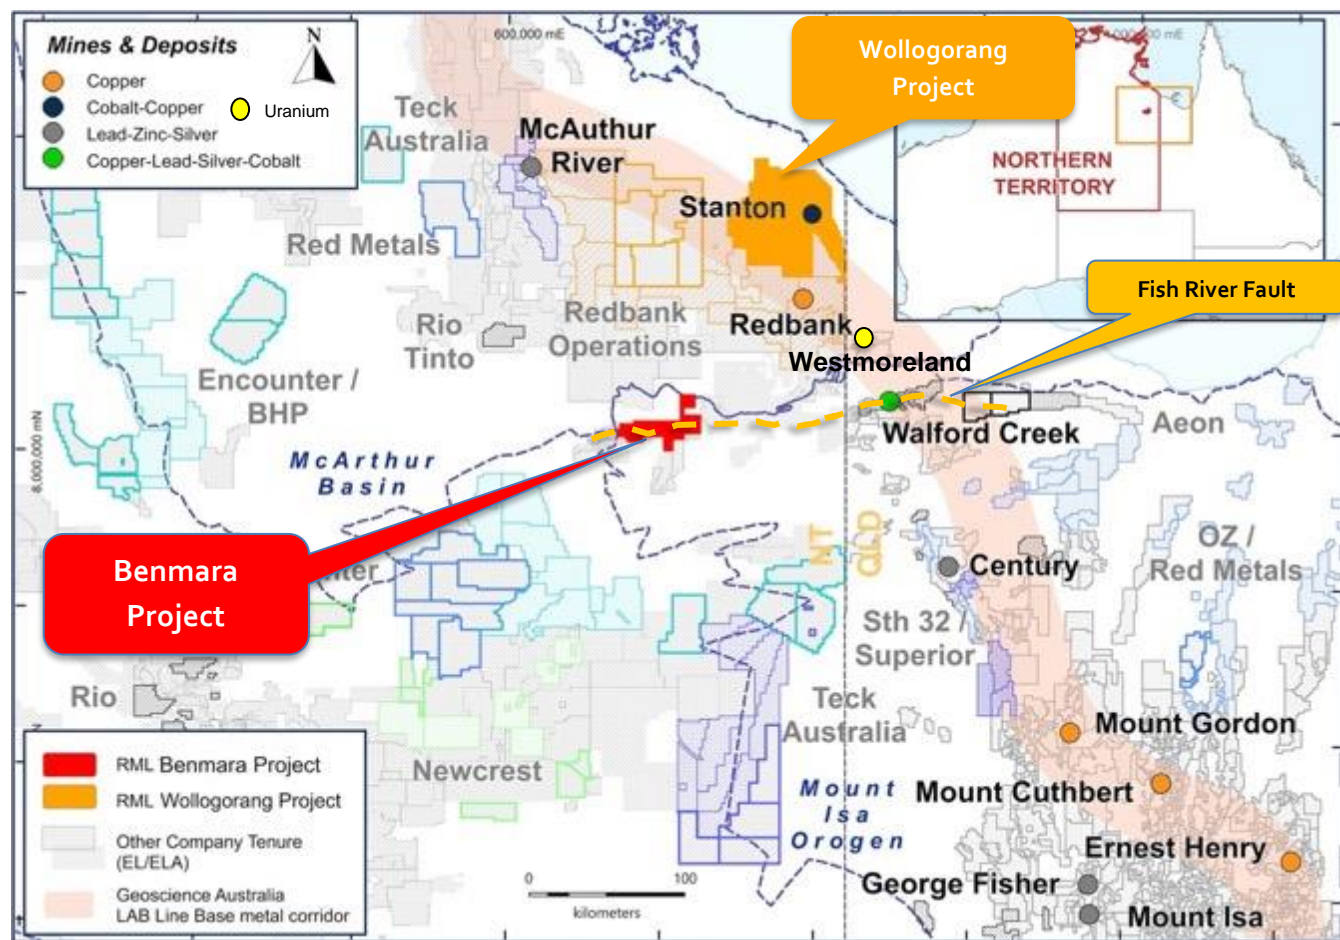 Mines & Deposits
N
Copper
Cobalt-Copper
Uranium
Lead-Zinc-Silver
Copper-Lead-Silver-Cobalt
600,000 mE
000,000 mE
Wollogorang
Project
Teck
Australia
McAuthur
River
NORTHERN
TERRITORY
Stanton
Red Metals
Fish River Fault
Rio
Tinto
Redbank
Operations
Redbank
Westmoreland
Encounter /
BHP
8,000,000 mN
Walford Creek
Aeon
McArthur
Basin
NT
QLD
OZ /
Red Metals
Benmara
Project
Century
Sth 32 /
Superior
Rio
Teck
Australia
Mount Gordon
Newcrest
Mount
Isa
Orogen
Mount Cuthbert
Ernest Henry
George Fisher
Mount Isa
RML Benmara Project
RML Wollogorang Project
Other Company Tenure
(EL/ELA)
Geoscience Australia
LAB Line Base metal corridor
0
100
kilometers